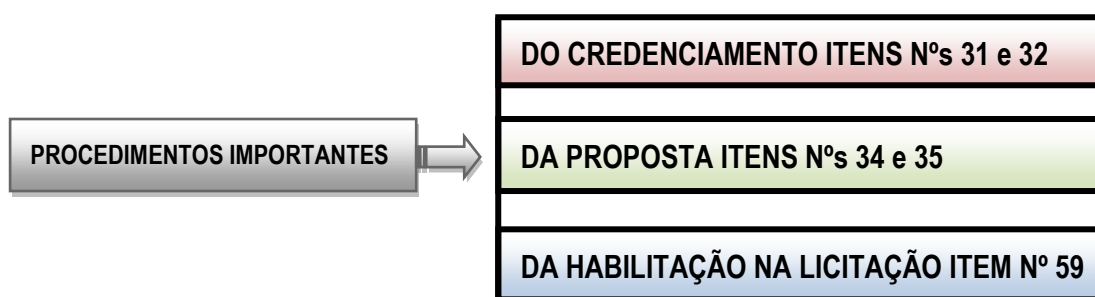 DO CREDENCIAMENTO ITENS Nºs 31 e 32
PROCEDIMENTOS IMPORTANTES
DA PROPOSTA ITENS Nºs 34 e 35
DA HABILITAÇÃO NA LICITAÇÃO ITEM Nº 59